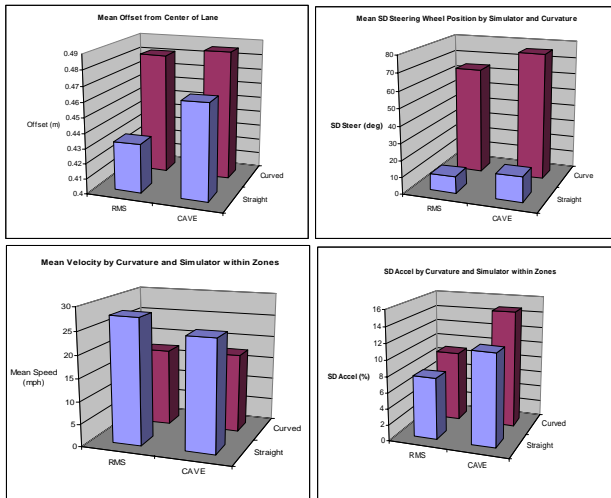 Mean Offset from Center of Lane
0.49
0.48
0.47
0.46
0.45
0.44
0.43
0.42
0.41
0.4
Offset (m)
RMS
CAVE
Straight
Curved
Mean SD Steering Wheel Position by Simulator and Curvature
80
70
60
50
40
30
20
10
0
SD Steer (deg)
RMS
CAVE
Straight
Curve
Mean Velocity by Curvature and Simulator within Zones
30
25
20
15
10
5
0
Mean Speed
(mph)
RMS
CAVE
Straight
Curved
SD Accel by Curvature and Simulator within Zones
16
14
12
10
8
6
4
2
0
SD Accel (%)
RMS
CAVE
Straight
Curved